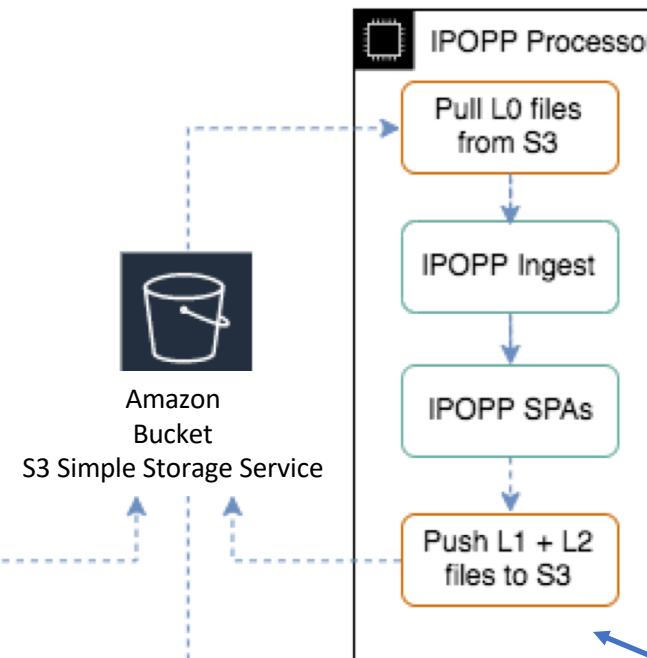 IPOPP Processor
Pull L0 files
from S3
IPOPP Ingest
Amazon
Bucket
S3 Simple Storage Service
IPOPP SPAs
Push L1 + L2
files to S3